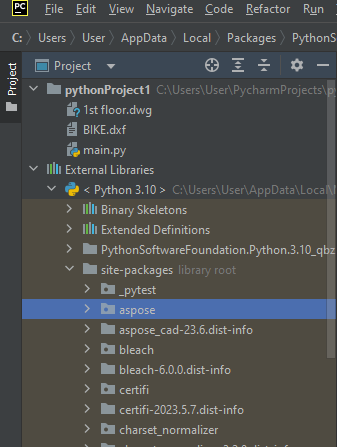 PC File Edit View Navigate Code Refactor Run
C: Users User AppData Local Packages
Project
Project
pythonProject1 C:\Users\User\PycharmProjects\
1st floor.dwg
BIKE.dxf
main.py
External Libraries
< Python 3.10 > C:\Users\User\AppData\Local\
Binary Skeletons
Extended Definitions
PythonSoftwareFoundation.Python.3.10_qbz
site-packages library root
_pytest
aspose
aspose_cad-23.6.dist-info
bleach
bleach-6.0.0.dist-info
certifi
certifi-2023.5.7.dist-info
charset_normalizer